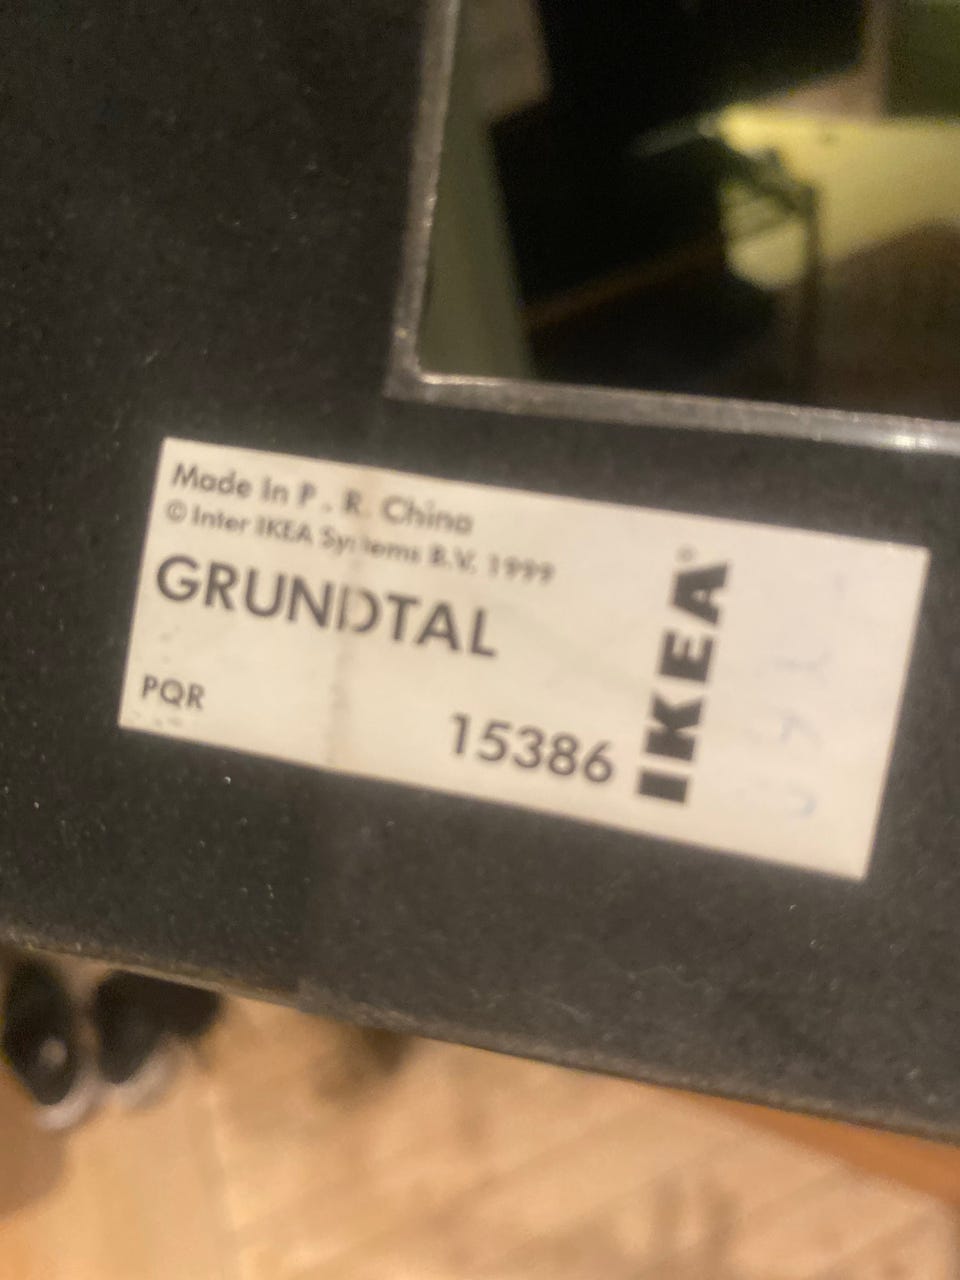 Made in P . R. China
© Inter IKEA Systems B.V. 1999
GRUNDTAL
PQR
15386
IKEA®